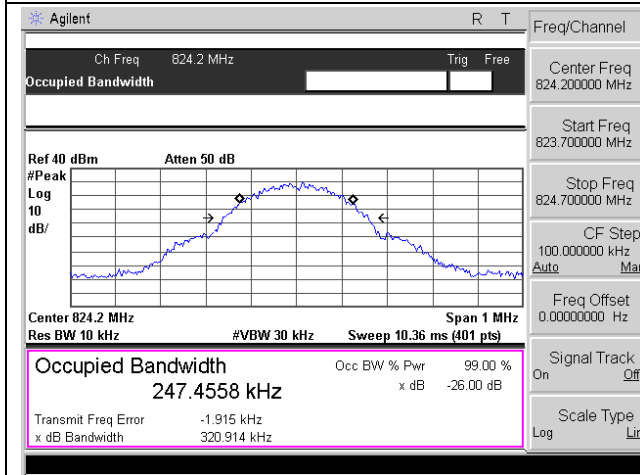 Agilent R T
Ch Freq 824.2 MHz Trig Free
Occupied Bandwidth
Ref 40 dBm Atten 50 dB
#Peak
Log
10
dB/
Center 824.2 MHz Span 1 MHz
Res BW 10 kHz #VBW 30 kHz Sweep 10.36 ms (401 pts)
Occupied Bandwidth Occ BW % Pwr 99.00 %
247.4558 kHz x dB -26.00 dB
Transmit Freq Error -1.915 kHz
x dB Bandwidth 320.914 kHz
Freq/Channel
Center Freq
824.200000 MHz
Start Freq
823.700000 MHz
Stop Freq
824.700000 MHz
CF Step
100.000000 kHz
Auto Ma
Freq Offset
0.00000000 Hz
Signal Track
On Off
Scale Type
Log Lin